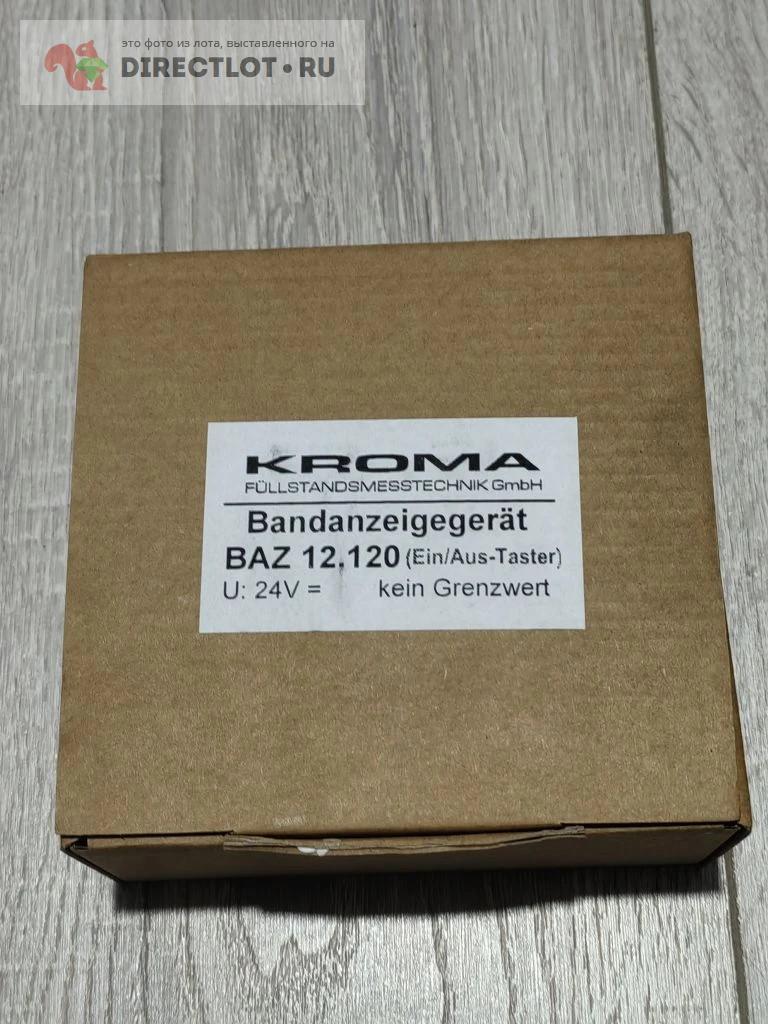 это фото из лота, выставленного на
DIRECTLOT•RU
KROMA
FÜLLSTANDSMESSTECHNIK GmbH
Bandanzeigegerät
BAZ 12.120 (Ein/Aus-Taster)
U: 24V = kein Grenzwert